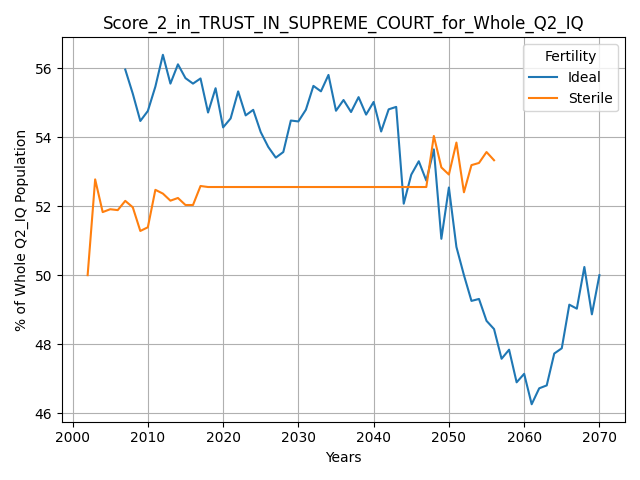 Score_2_in_TRUST_IN_SUPREME_COURT_for_Whole_Q2_IQ
Fertility
Ideal
Sterile
% of Whole Q2_IQ Population
56
54
52
50
48
46
2000
2010
2020
2030
2040
2050
2060
2070
Years